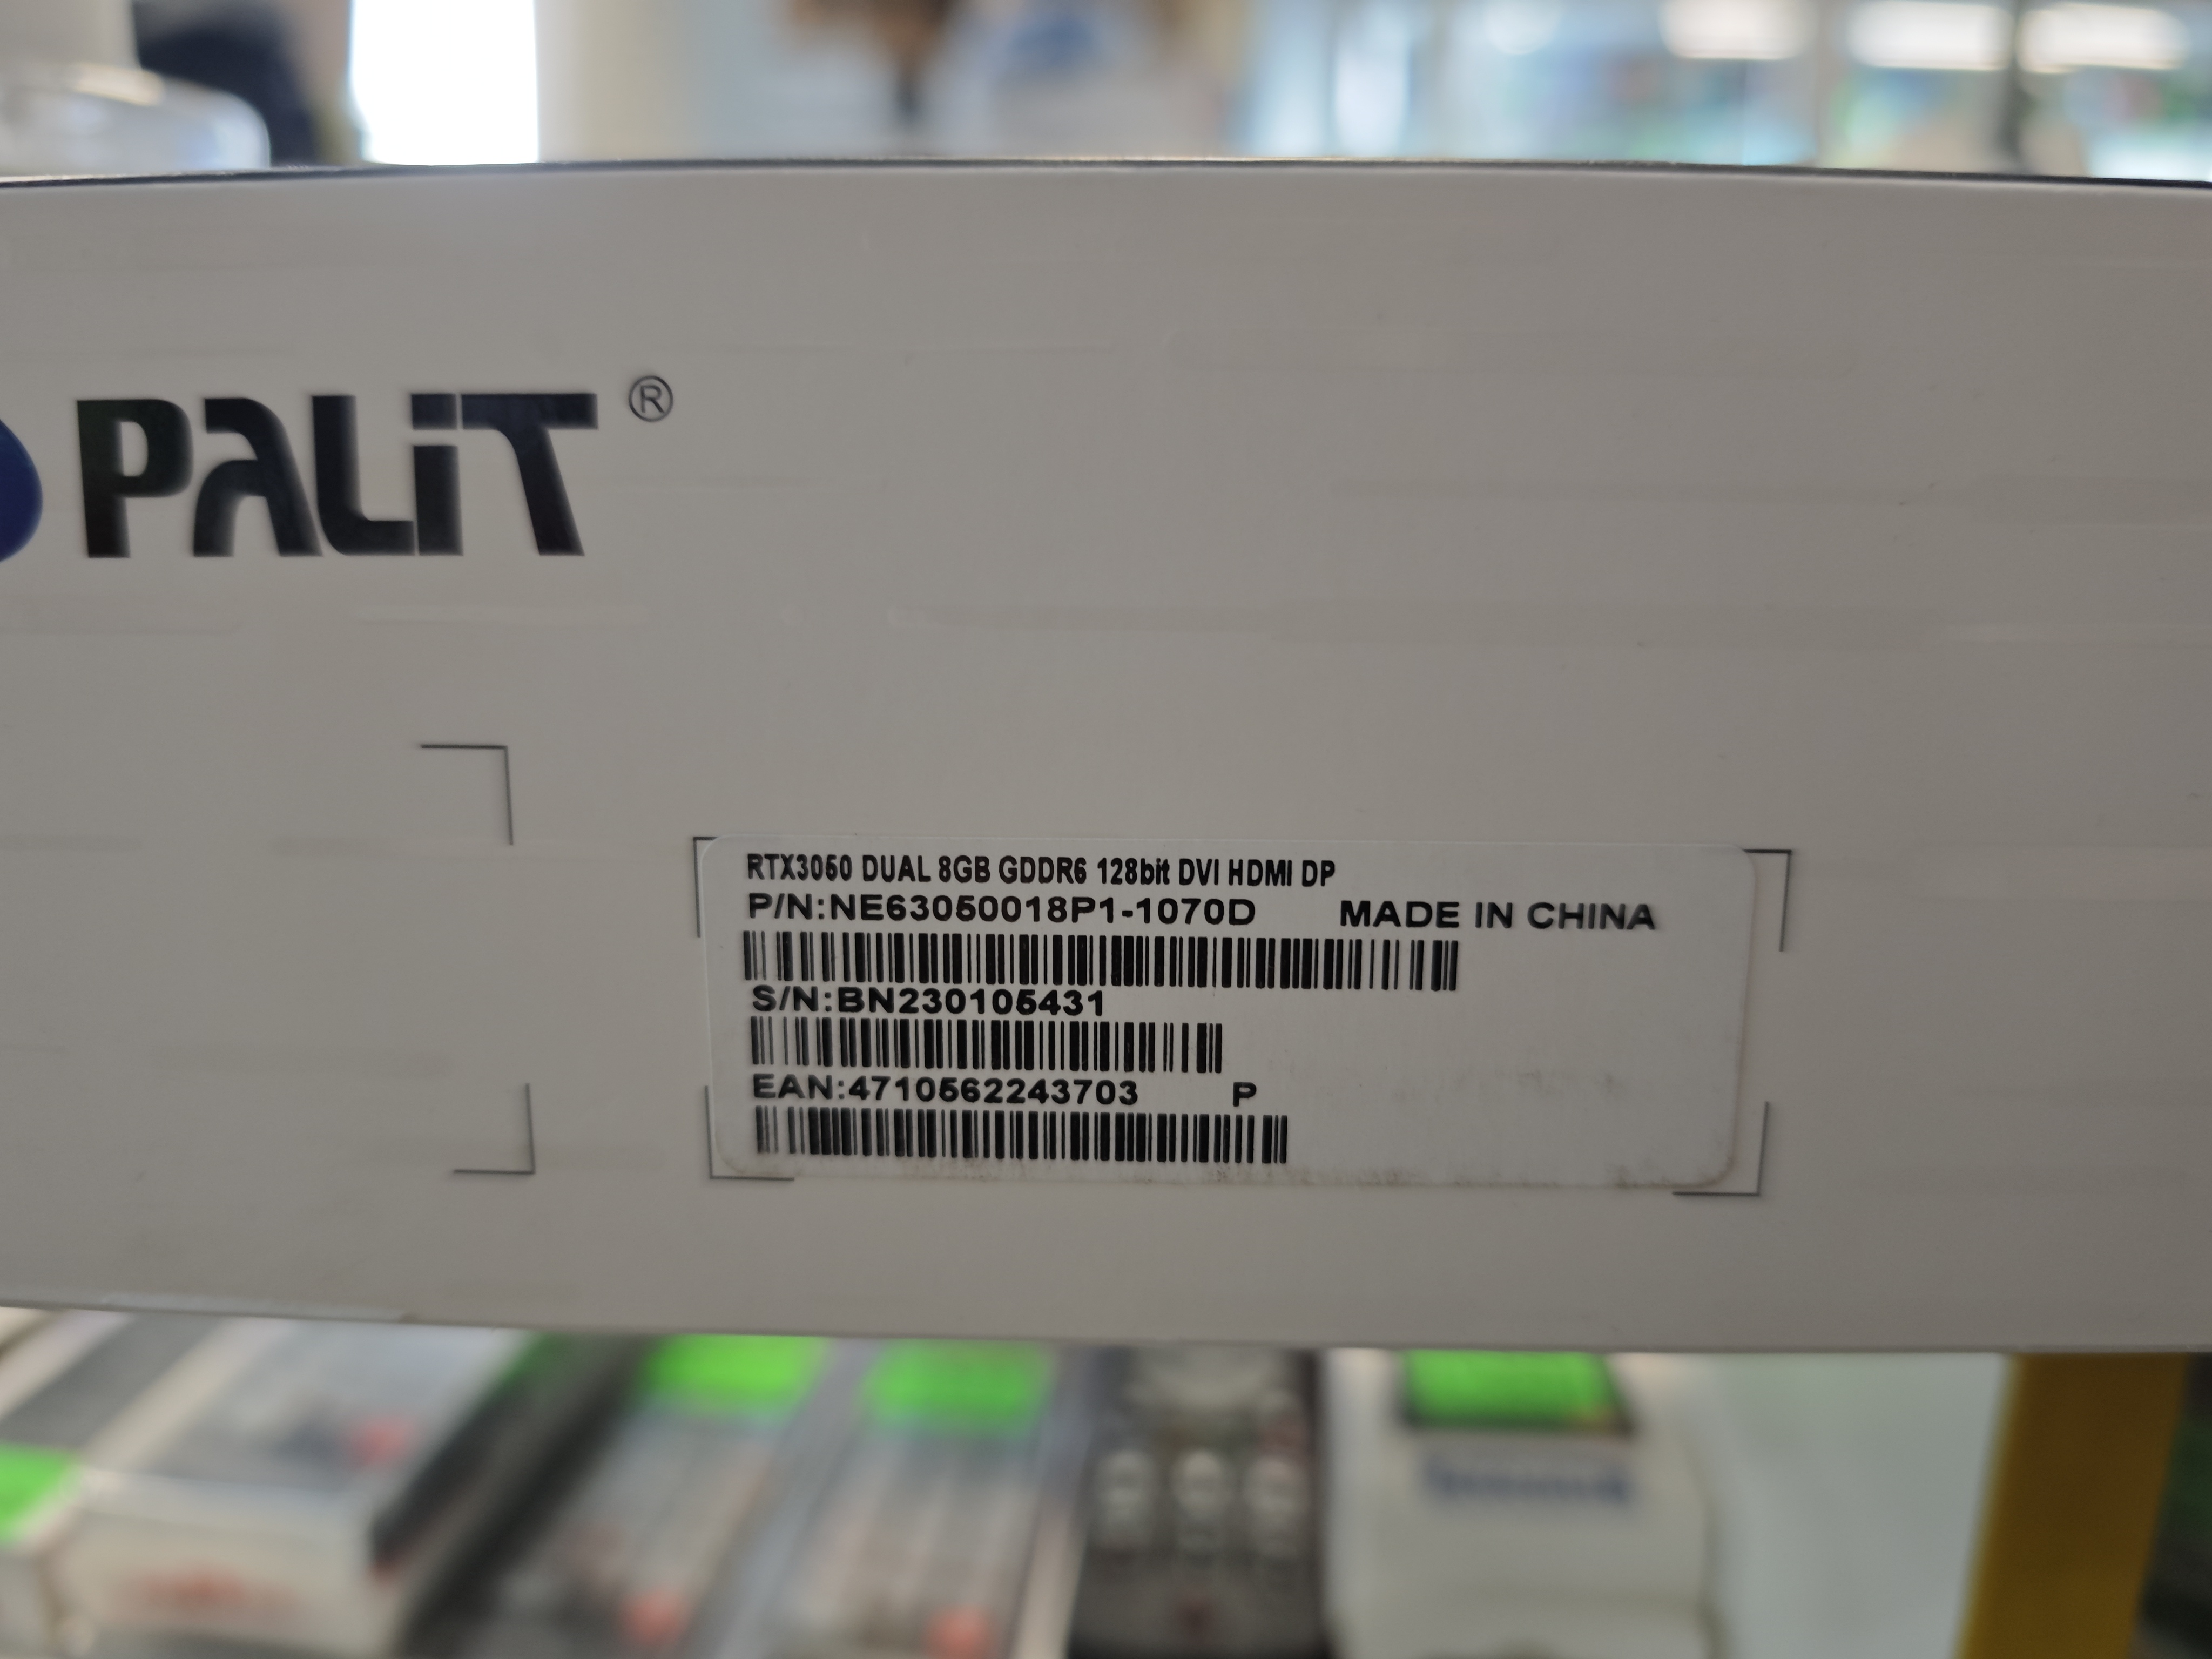 PALiT ®
RTX3050 DUAL 8GB GDDR6 128bit DVI HDMI DP
P/N:NE63050018P1-1070D MADE IN CHINA
S/N:BN230105431
EAN:4710562243703 P